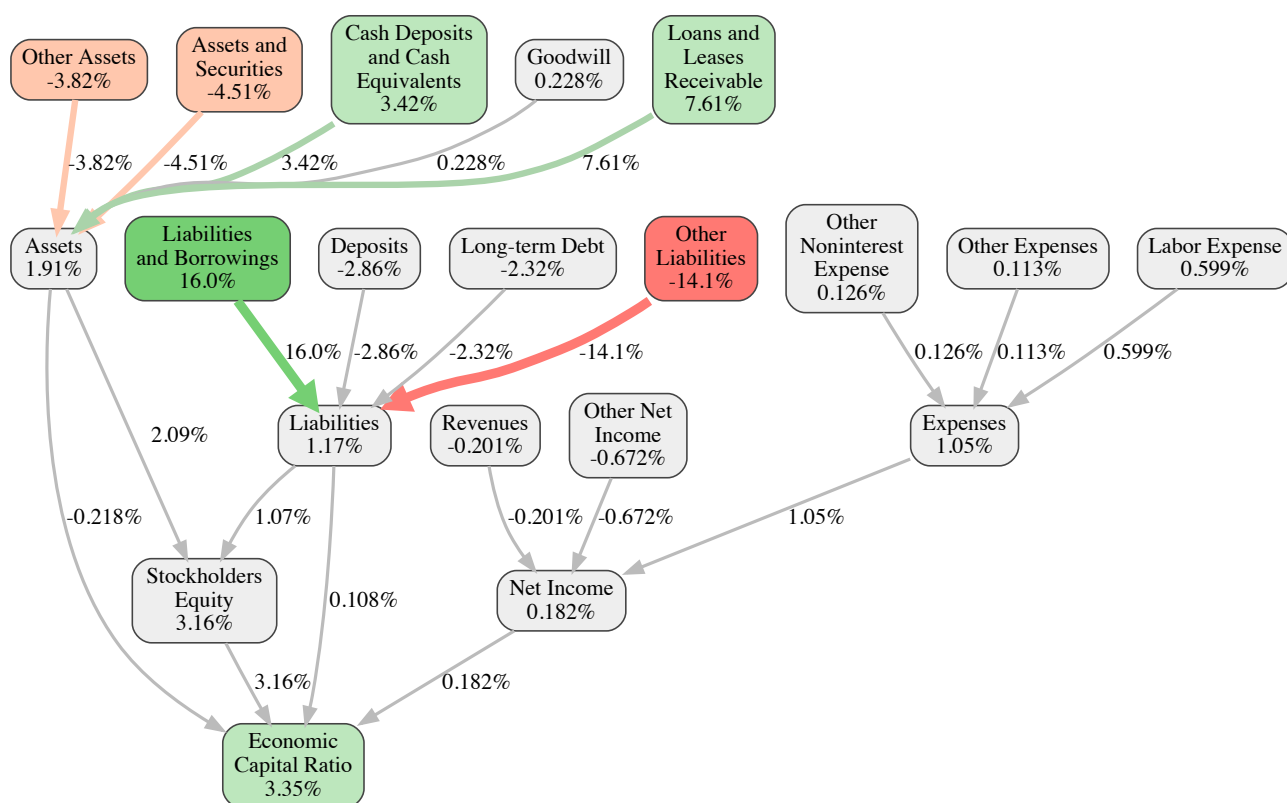 Other Assets
-3.82%
Assets and
Securities
-4.51%
Cash Deposits
and Cash
Equivalents
3.42%
Goodwill
0.228%
Loans and
Leases
Receivable
7.61%
-3.82%
-4.51%
3.42%
0.228%
7.61%
Assets
1.91%
Liabilities
and Borrowings
16.0%
Deposits
-2.86%
Long-term Debt
-2.32%
Other
Liabilities
-14.1%
Other
Noninterest
Expense
0.126%
Other Expenses
0.113%
Labor Expense
0.599%
16.0%
-2.86%
-2.32%
-14.1%
0.126%
0.113%
0.599%
Liabilities
1.17%
Revenues
-0.201%
Other Net
Income
-0.672%
Expenses
1.05%
2.09%
-0.218%
1.07%
-0.201%
-0.672%
1.05%
Stockholders
Equity
3.16%
0.108%
Net Income
0.182%
3.16%
0.182%
Economic
Capital Ratio
3.35%